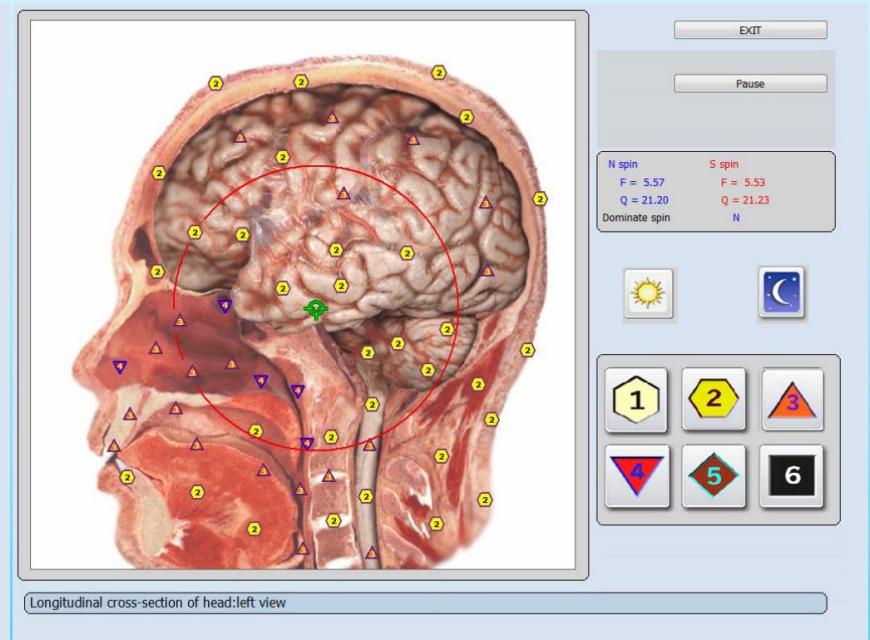 EXIT
Pause
N spin S spin
F = 5.57 F = 5.53
Q = 21.20 Q = 21.23
Dominate spin N
1 2 3
4 5 6
Longitudinal cross-section of head:left view